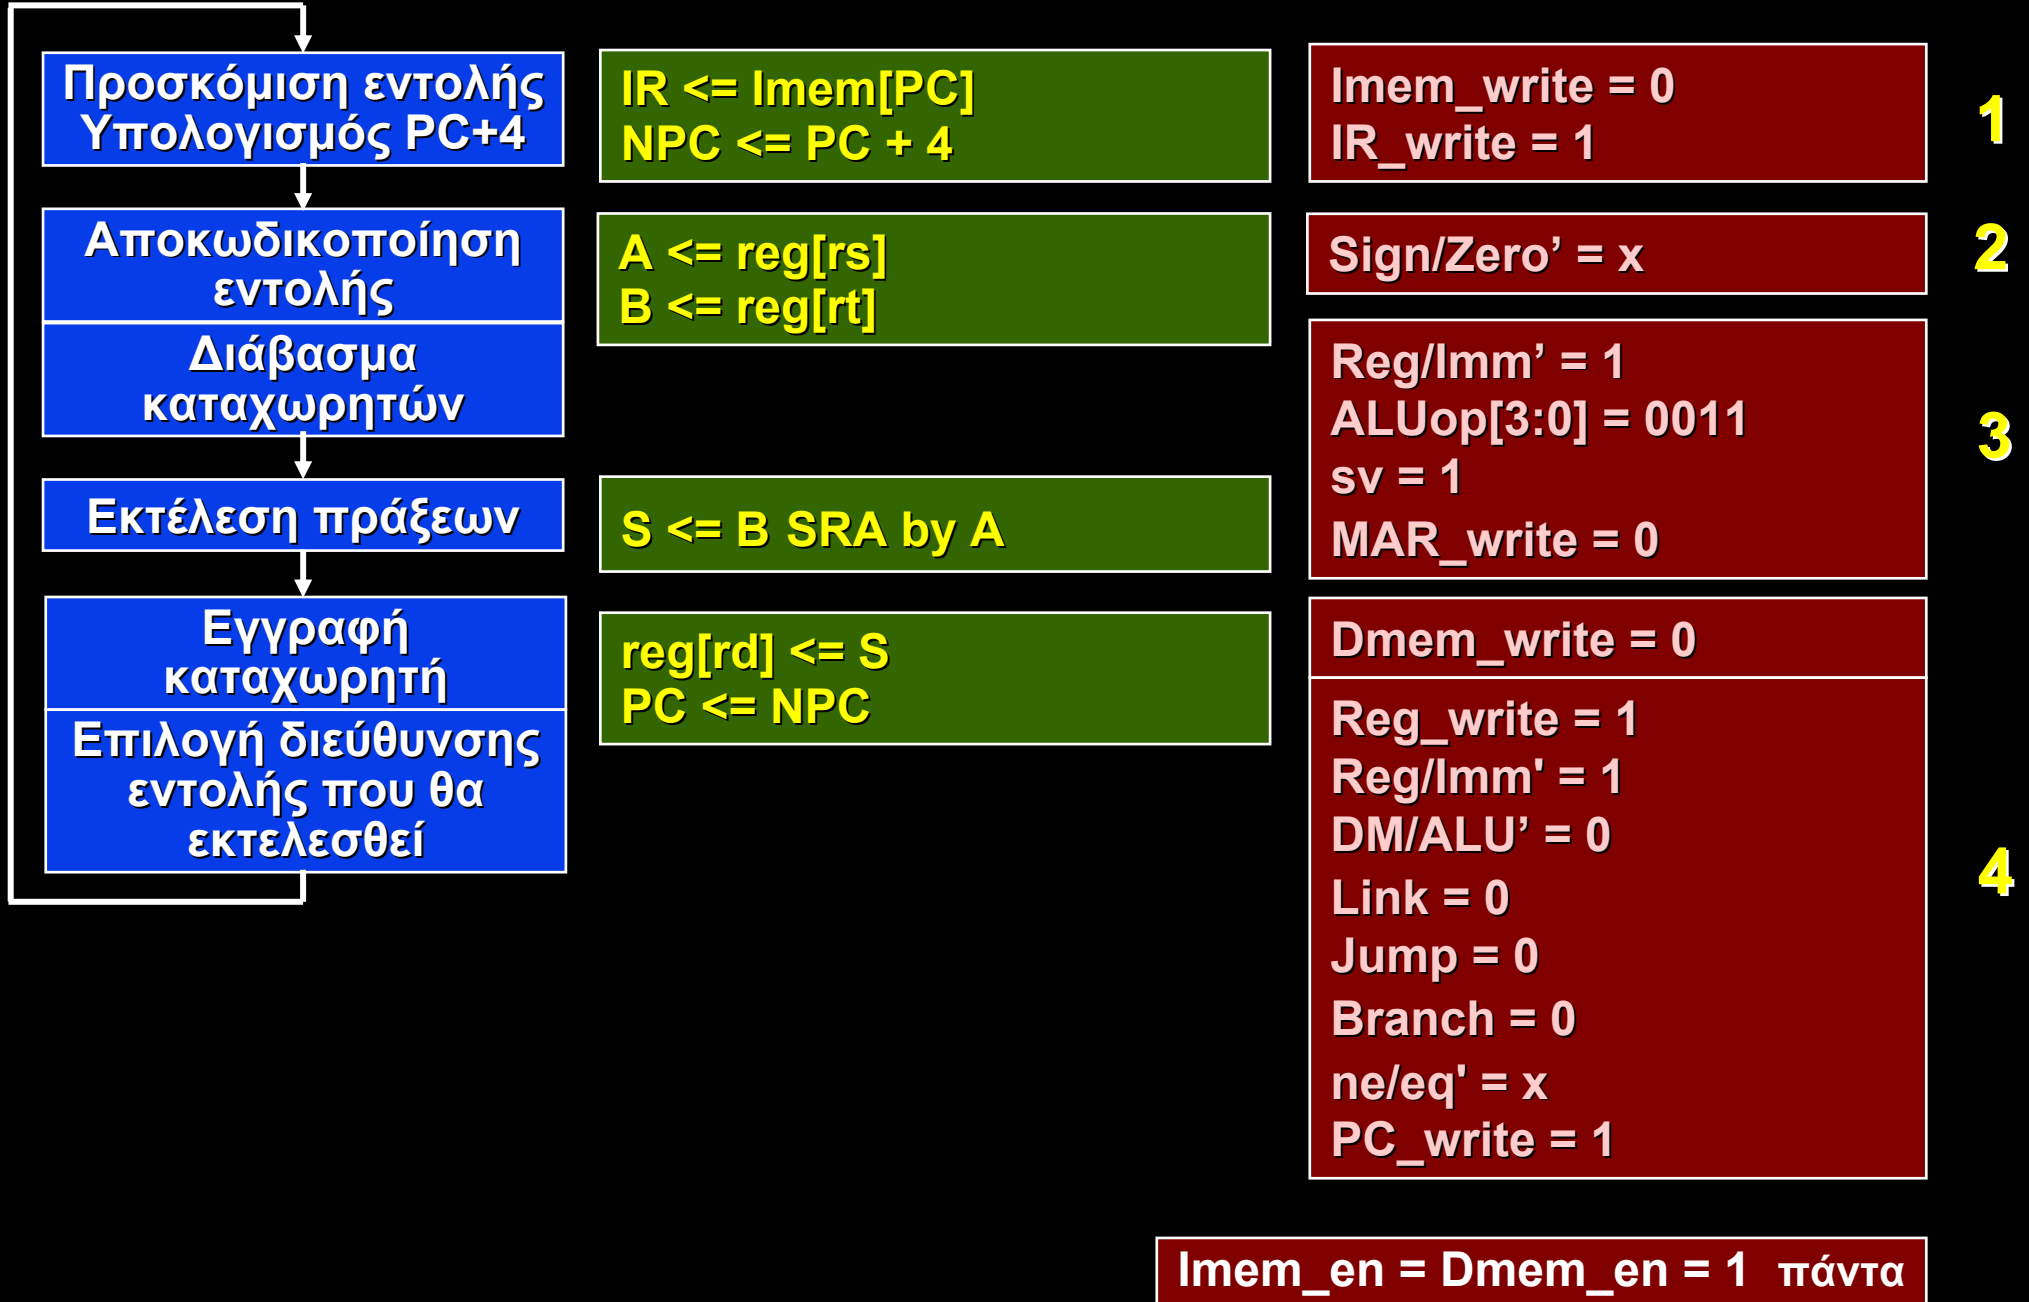 Προσκόμιση εντολής
Υπολογισμός PC+4
IR <= Imem[PC]
NPC <= PC + 4
Imem_write = 0
IR_write = 1
1
Αποκωδικοποίηση
εντολής
Διάβασμα
καταχωρητών
A <= reg[rs]
B <= reg[rt]
Sign/Zero’ = x
2
Reg/Imm’ = 1
ALUop[3:0] = 0011
sv = 1
MAR_write = 0
3
Εκτέλεση πράξεων
S <= B SRA by A
Εγγραφή
καταχωρητή
Επιλογή διεύθυνσης
εντολής που θα
εκτελεσθεί
reg[rd] <= S
PC <= NPC
Dmem_write = 0
Reg_write = 1
Reg/Imm' = 1
DM/ALU’ = 0
Link = 0
Jump = 0
Branch = 0
ne/eq' = x
PC_write = 1
4
Imem_en = Dmem_en = 1 πάντα